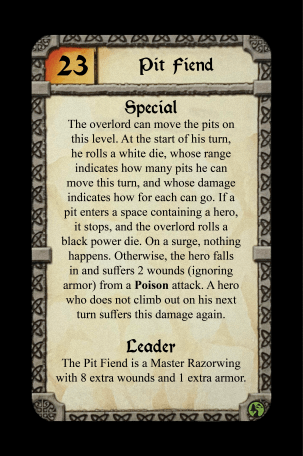 23
Pit Fiend
Special
The overlord can move the pits on
this level. At the start of his turn,
he rolls a white die, whose range
indicates how many pits he can
move this turn, and whose damage
indicates how for each can go. If a
pit enters a space containing a hero,
it stops, and the overlord rolls a
black power die. On a surge, nothing
happens. Otherwise, the hero falls
in and suffers 2 wounds (ignoring
armor) from a Poison attack. A hero
who does not climb out on his next
turn suffers this damage again.
Leader
The Pit Fiend is a Master Razorwing
with 8 extra wounds and 1 extra armor.